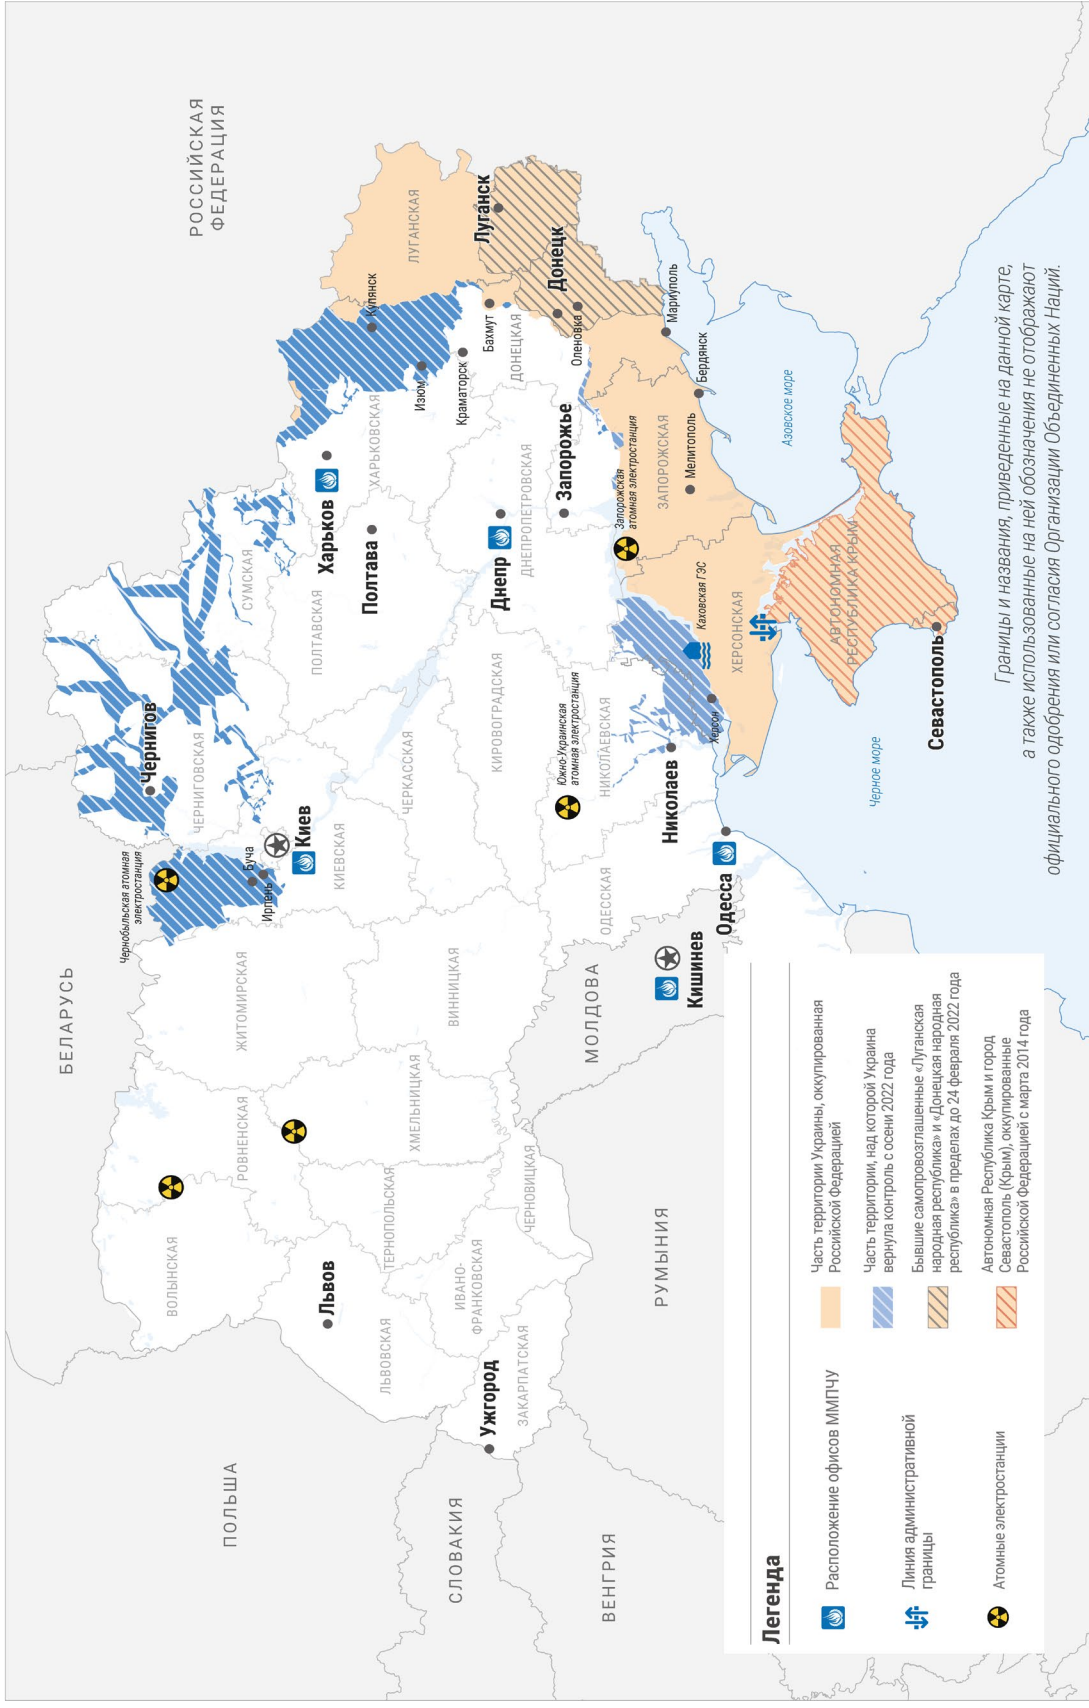 РОССИЙСКАЯ
ФЕДЕРАЦИЯ
БЕЛАРУСЬ
ПОЛЬША
СЛОВАКИЯ
ВЕНГРИЯ
РУМЫНИЯ
МОЛДОВА
ВОЛЫНСКАЯ
РОВНЕНСКАЯ
ЖИТОМИРСКАЯ
Чернобыльская атомная
электростанция
Буча
Ирпень
Киев
КИЕВСКАЯ
Чернигов
ЧЕРНИГОВСКАЯ
СУМСКАЯ
Львов
ЛЬВОВСКАЯ
ТЕРНОПОЛЬСКАЯ
ХМЕЛЬНИЦКАЯ
ВИННИЦКАЯ
ЧЕРКАССКАЯ
ПОЛТАВСКАЯ
Полтава
Харьков
ХАРЬКОВСКАЯ
Изюм
Купянск
ЛУГАНСКАЯ
Луганск
Ужгород
ЗАКАРПАТСКАЯ
ИВАНО-
ФРАНКОВСКАЯ
ЧЕРНОВИЦКАЯ
КИРОВОГРАДСКАЯ
Днепр
ДНЕПРОПЕТРОВСКАЯ
Краматорск
Бахмут
ДОНЕЦКАЯ
Донецк
Оленовка
Запорожье
Запорожская
атомная электростанция
ЗАПОРОЖСКАЯ
Мелитополь
Мариуполь
Бердянск
Южно-Украинская
атомная электростанция
НИКОЛАЕВСКАЯ
Николаев
ОДЕССКАЯ
Одесса
Кишинев
Херсон
Каховская ГЭС
ХЕРСОНСКАЯ
АВТОНОМНАЯ
РЕСПУБЛИКА КРЫМ
Севастополь
Азовское море
Черное море
Границы и названия, приведенные на данной карте,
а также использованные на ней обозначения не отображают
официального одобрения или согласия Организации Объединенных Наций.
Легенда
Расположение офисов ММПЧУ
Линия административной
границы
Атомные электростанции
Часть территории Украины, оккупированная
Российской Федерацией
Часть территории, над которой Украина
вернула контроль с осени 2022 года
Бывшие самопровозглашенные «Луганская
народная республика» и «Донецкая народная
республика» в пределах до 24 февраля 2022 года
Автономная Республика Крым и город
Севастополь (Крым), оккупированные
Российской Федерацией с марта 2014 года